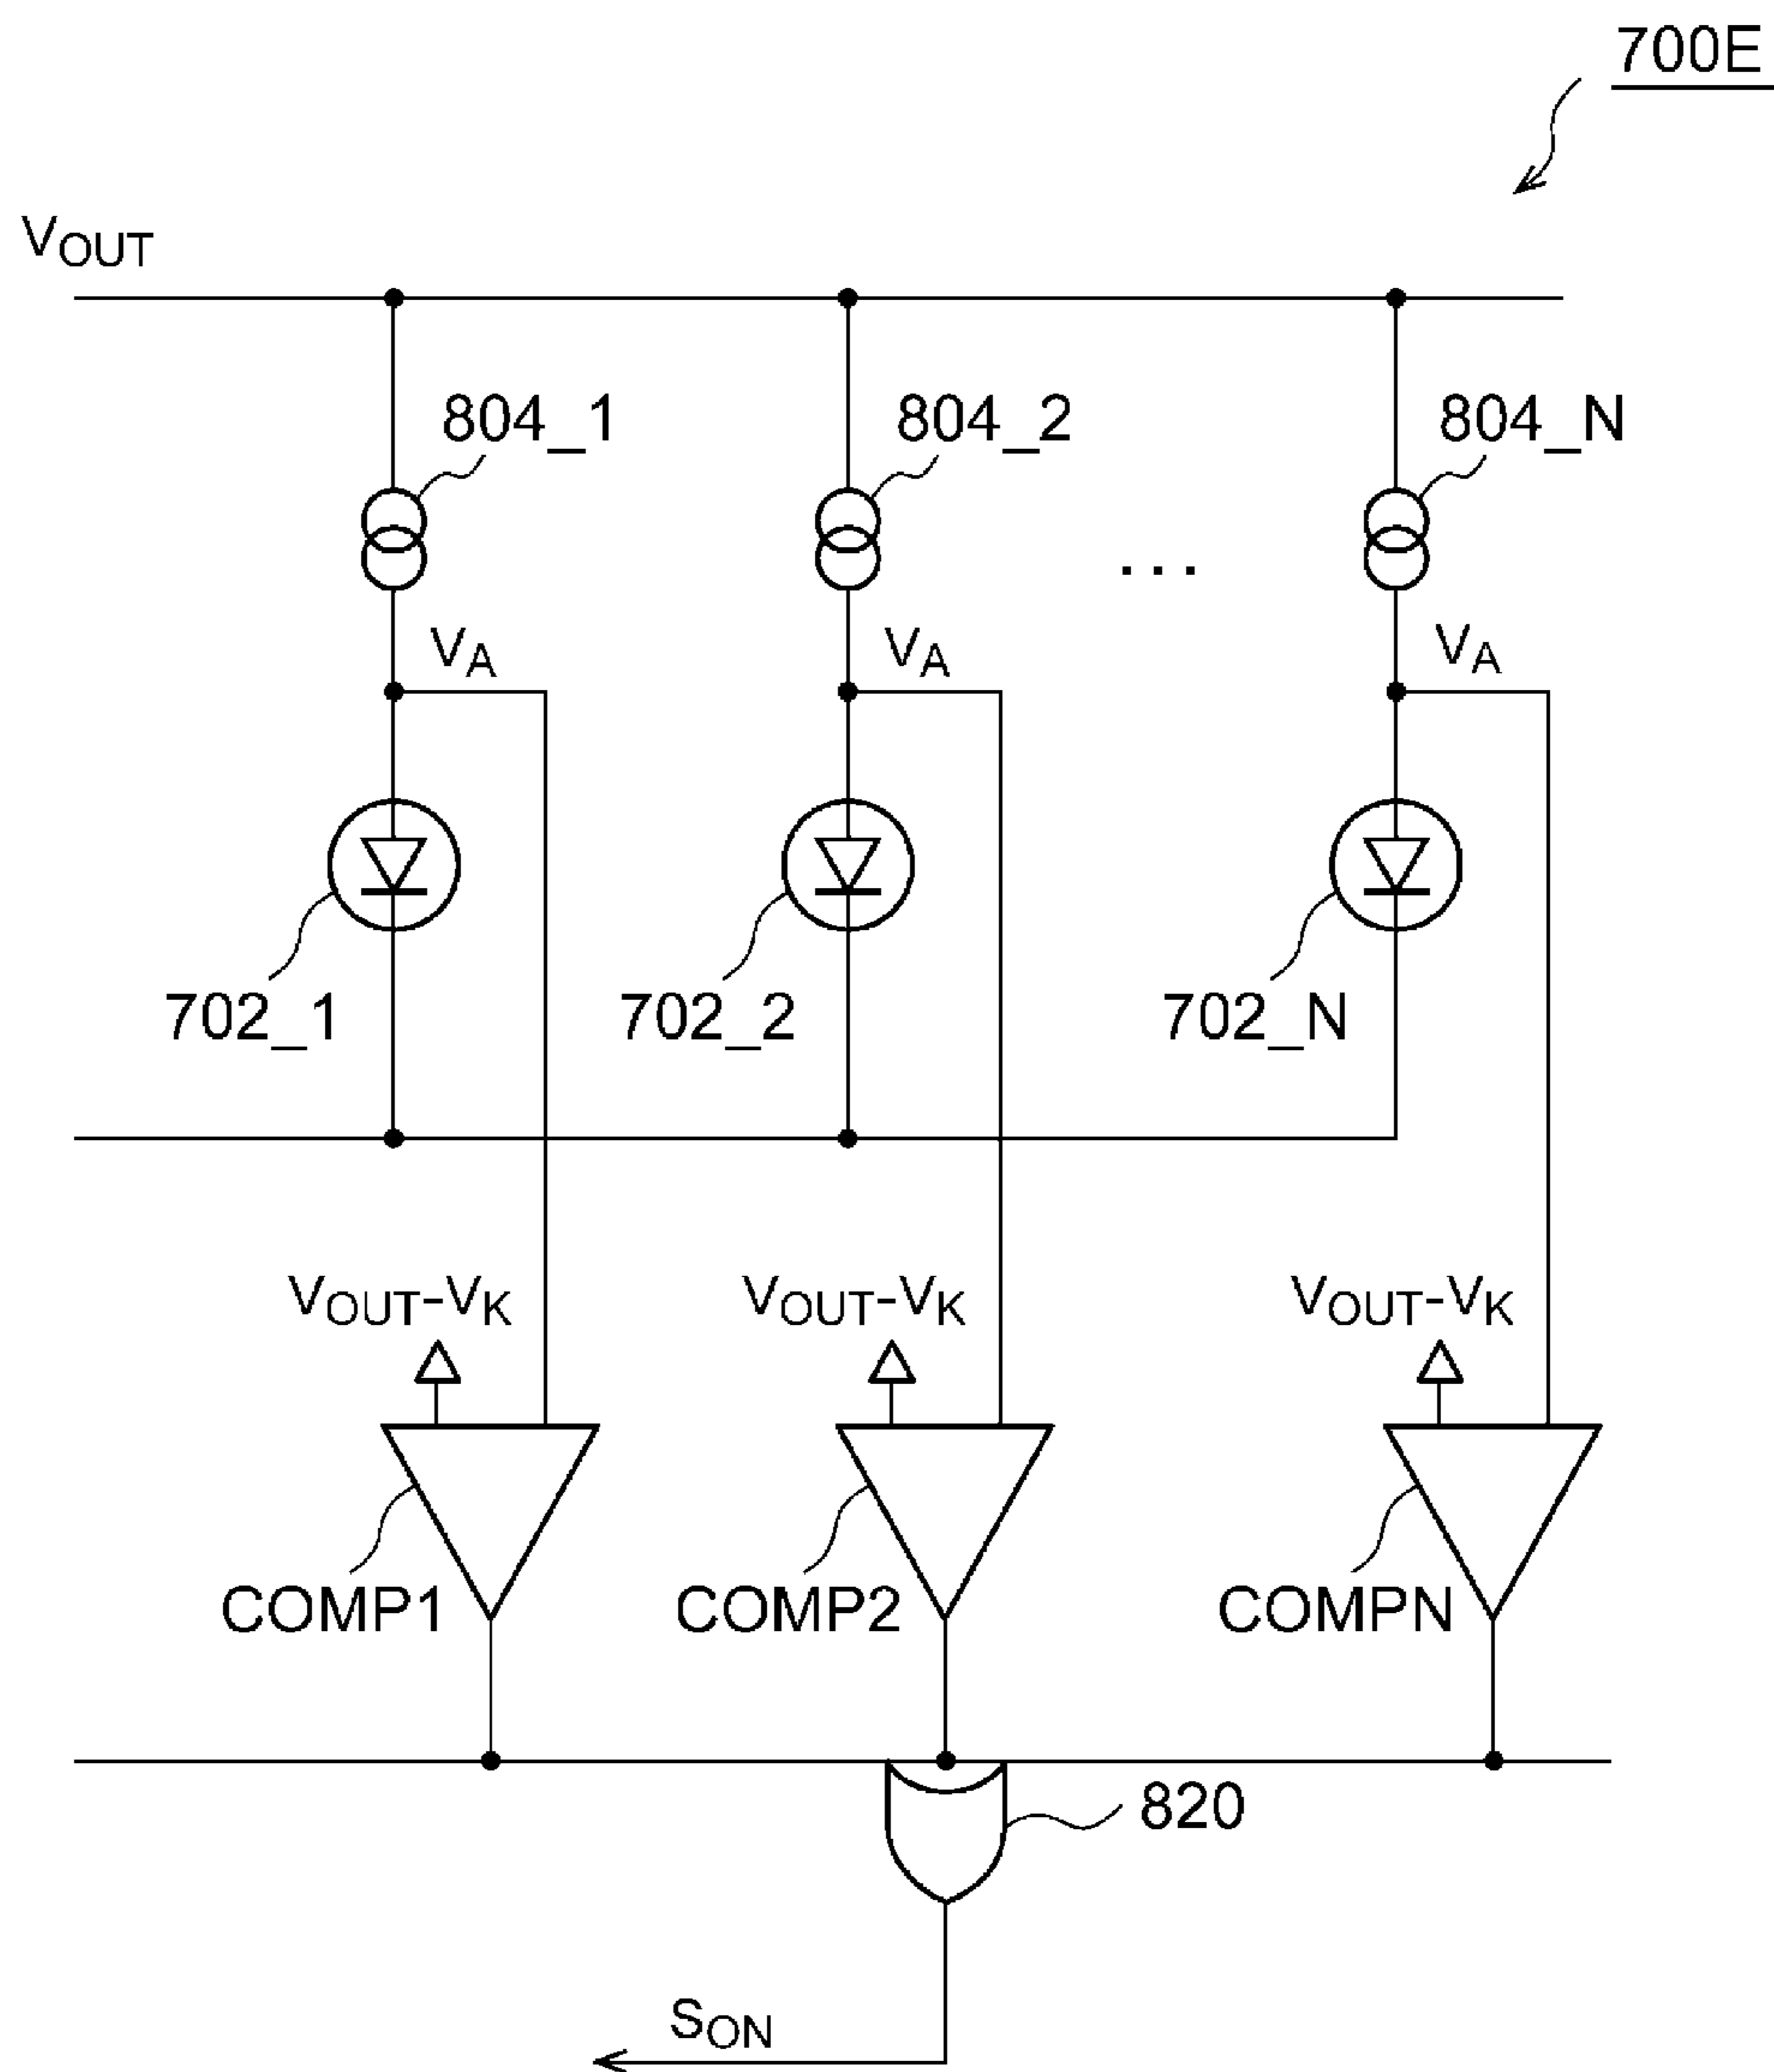 700E
VOUT
804_1 804_2 804_N
...
VA VA VA
702_1 702_2 702_N
VOUT-VK VOUT-VK VOUT-VK
COMP1 COMP2 COMPN
820
SON